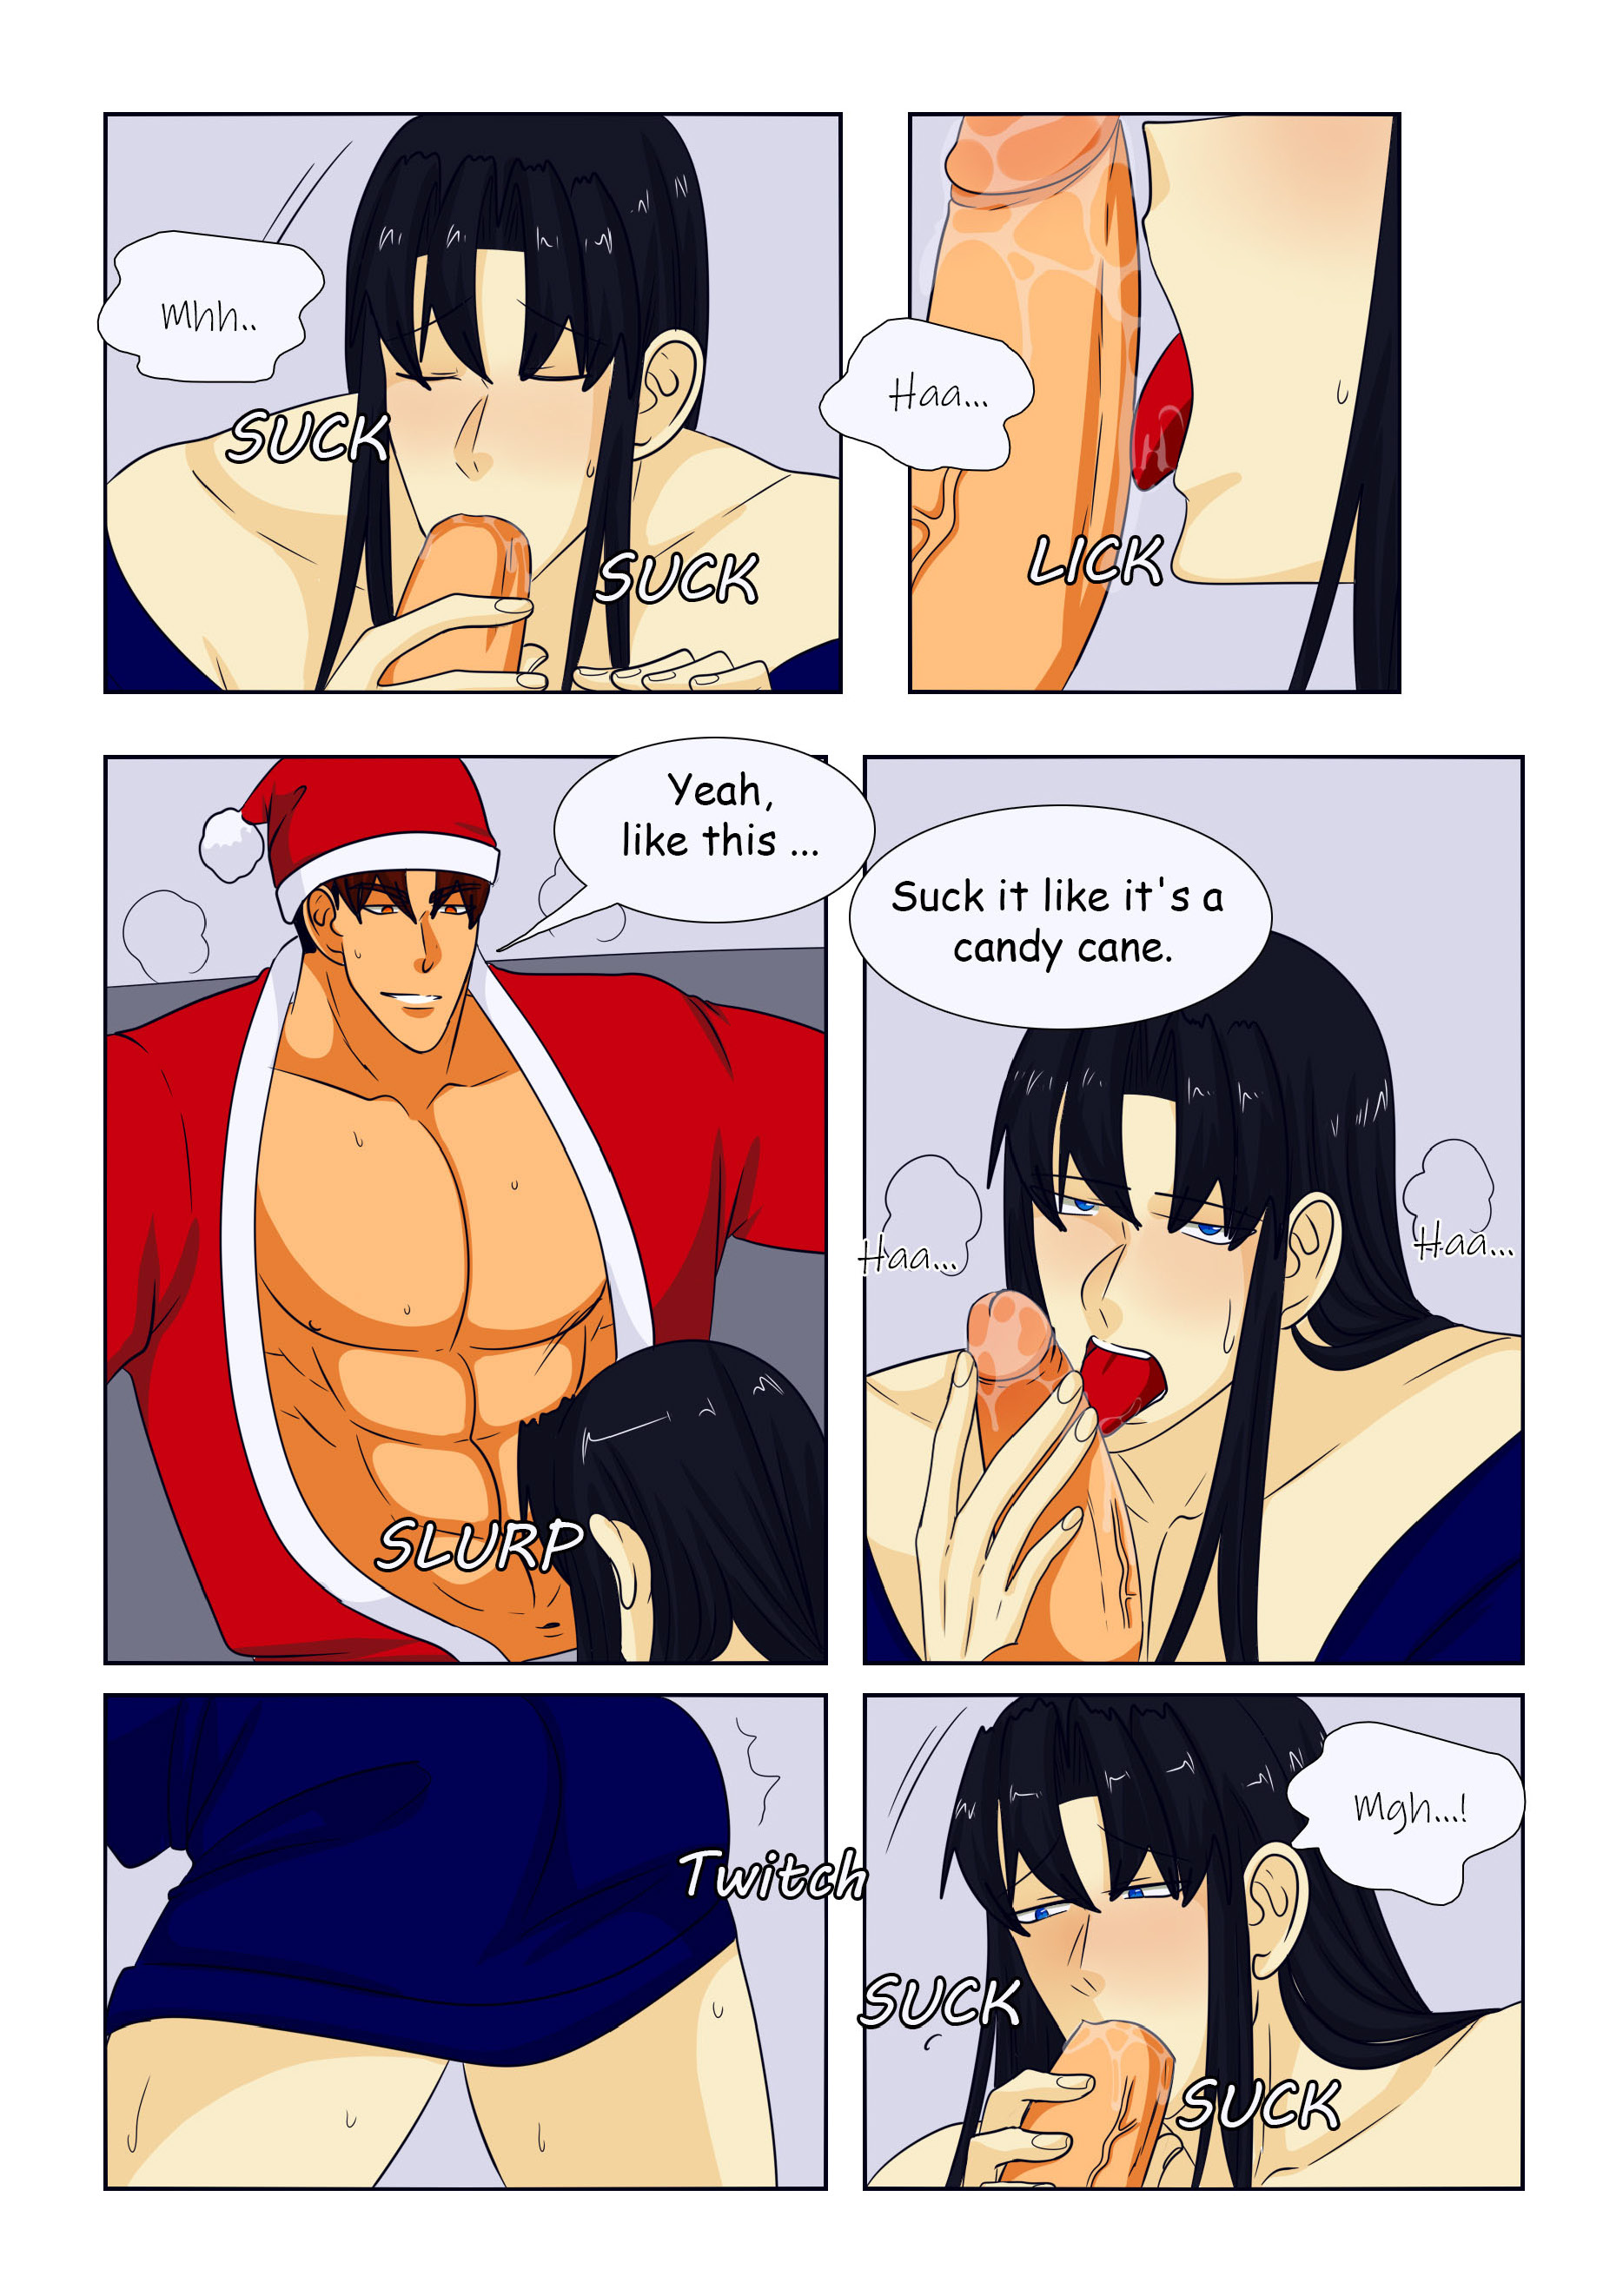 Mhh..
SUCK
SUCK
Haa...
LICK
Yeah,
like this ...
SLURP
Suck it like it's a
candy cane.
Haa...
Haa...
Twitch
Mgh...!
SUCK
SUCK